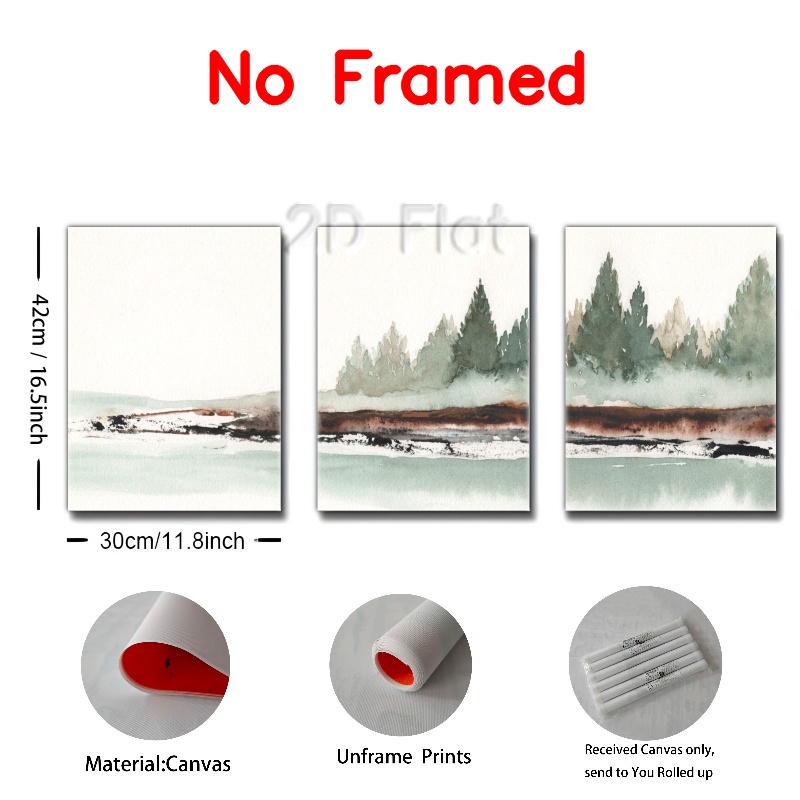 No Framed
2D Flat
42cm / 16.5inch
30cm/11.8inch
Material:Canvas
Unframe Prints
Received Canvas only,
send to You Rolled up